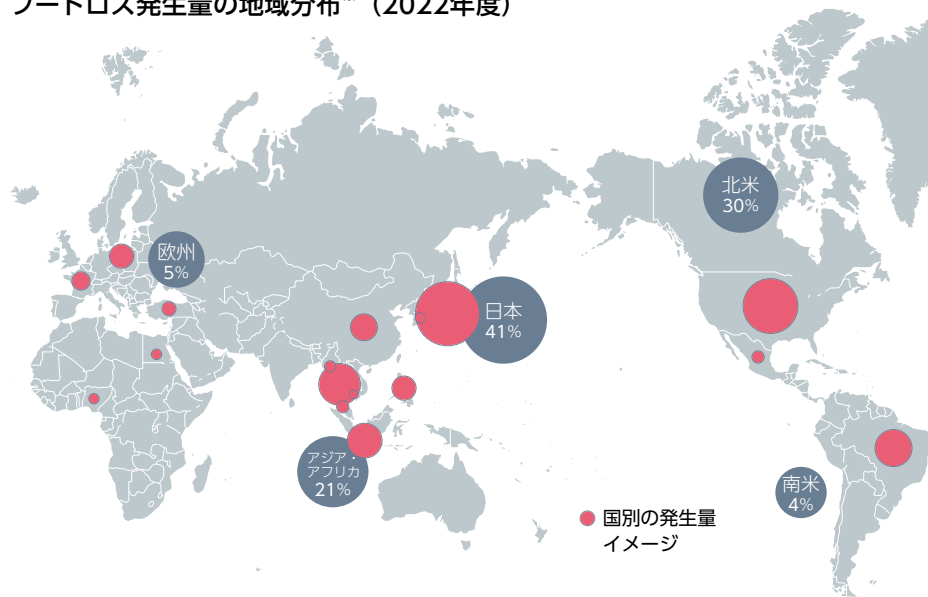 フードロス発生量の地域分布※（2022年度）
北米
30%
欧州
5%
日本
41%
アジア・
アフリカ
21%
南米
4%
国別の発生量
イメージ